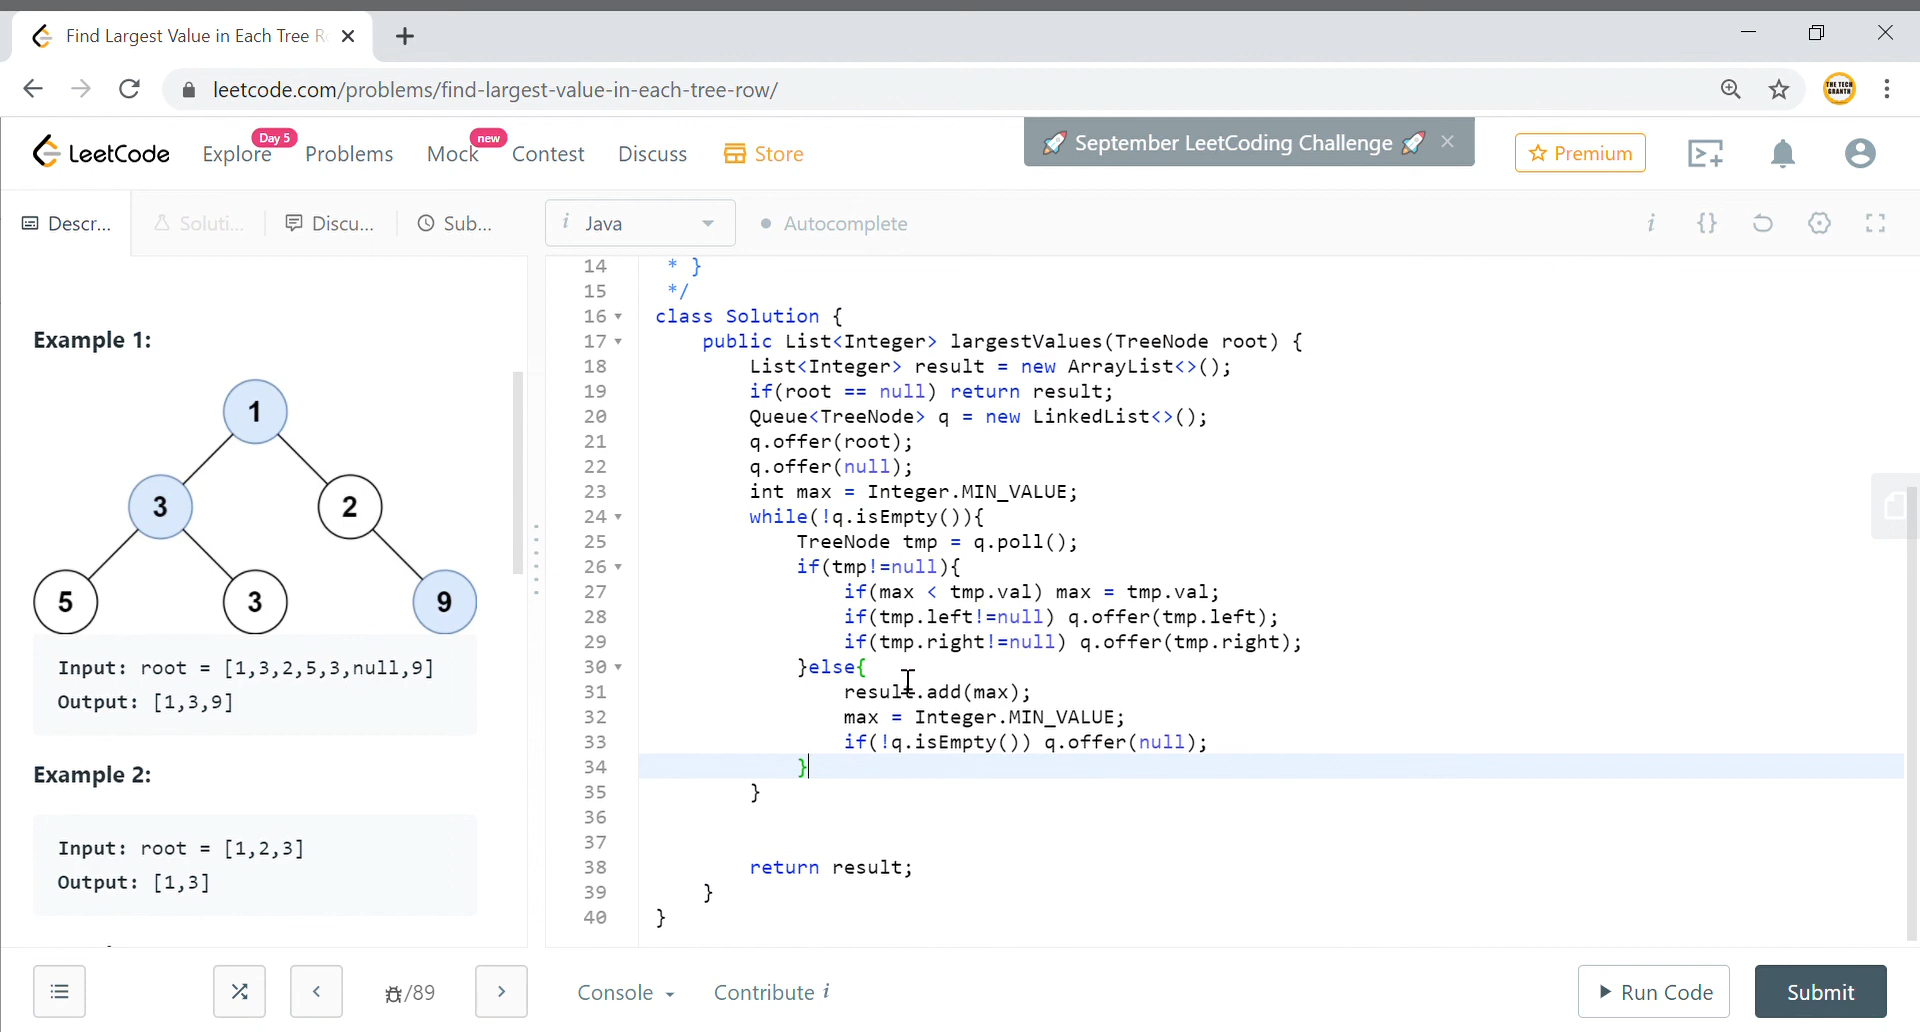 Find Largest Value in Each Tree R
leetcode.com/problems/find-largest-value-in-each-tree-row/
THE TECH GRANTH
LeetCode
Explore
Day 5
Problems
Mock
new
Contest
Discuss
Store
🚀 September LeetCoding Challenge 🚀
Premium
Descr...
Soluti...
Discu...
Sub...
i Java
Autocomplete
i {}
Example 1:
1
3 2
5 3 9
Input: root = [1,3,2,5,3,null,9]
Output: [1,3,9]
Example 2:
Input: root = [1,2,3]
Output: [1,3]
14 * }
15 */
16 class Solution {
17 public List<Integer> largestValues(TreeNode root) {
18 List<Integer> result = new ArrayList<>();
19 if(root == null) return result;
20 Queue<TreeNode> q = new LinkedList<>();
21 q.offer(root);
22 q.offer(null);
23 int max = Integer.MIN_VALUE;
24 while(!q.isEmpty()){
25 TreeNode tmp = q.poll();
26 if(tmp!=null){
27 if(max < tmp.val) max = tmp.val;
28 if(tmp.left!=null) q.offer(tmp.left);
29 if(tmp.right!=null) q.offer(tmp.right);
30 }else{
31 result.add(max);
32 max = Integer.MIN_VALUE;
33 if(!q.isEmpty()) q.offer(null);
34 }
35 }
36
37
38 return result;
39 }
40 }
/89
Console
Contribute i
Run Code
Submit